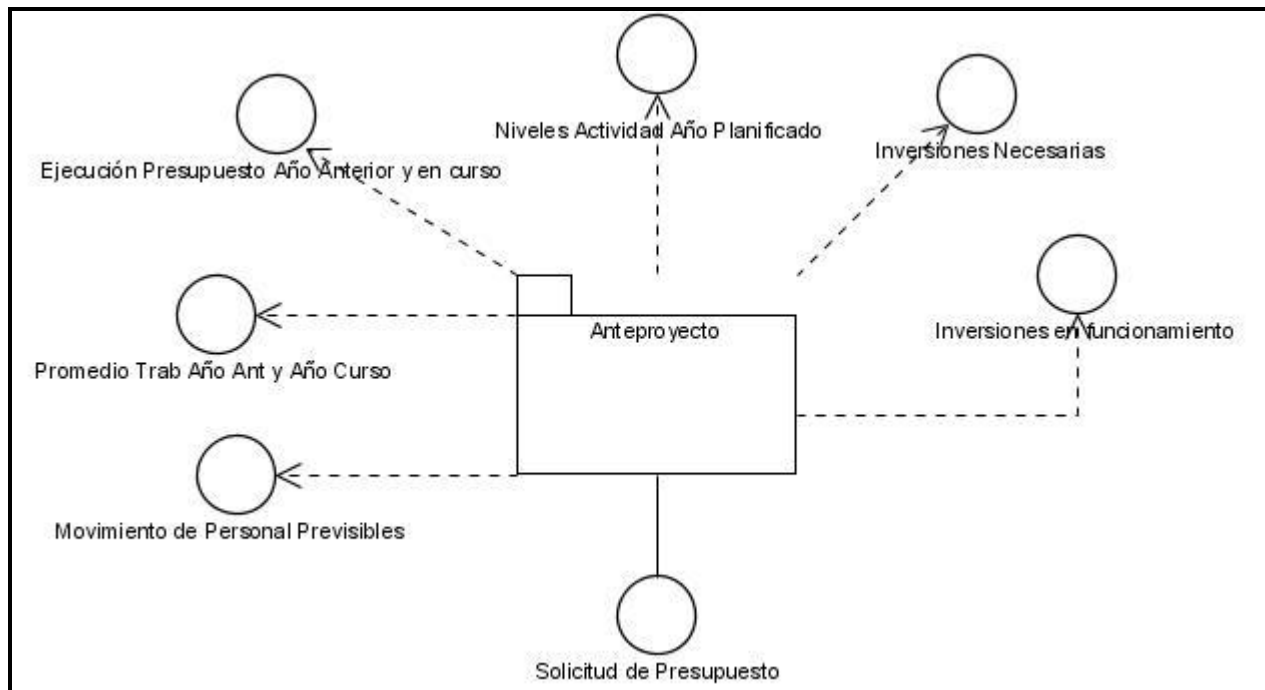 Niveles Actividad Año Planificado
Inversiones Necesarias
Ejecución Presupuesto Año Anterior y en curso
Anteproyecto
Inversiones en funcionamiento
Promedio Trab Año Ant y Año Curso
Movimiento de Personal Previsibles
Solicitud de Presupuesto